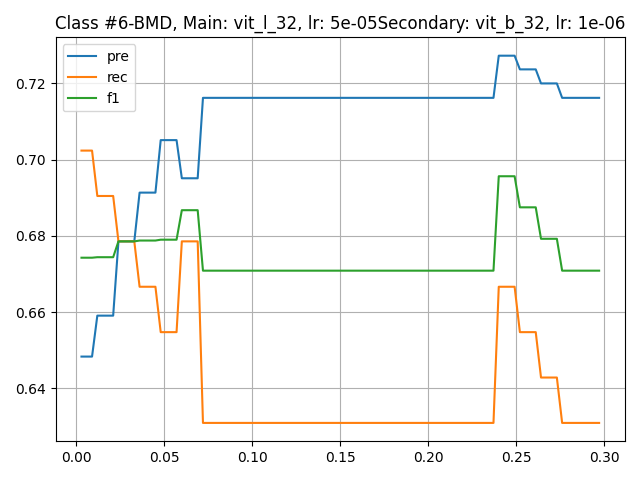 Class #6-BMD, Main: vit_l_32, lr: 5e-05Secondary: vit_b_32, lr: 1e-06
pre
rec
f1
0.72
0.70
0.68
0.66
0.64
0.00 0.05 0.10 0.15 0.20 0.25 0.30